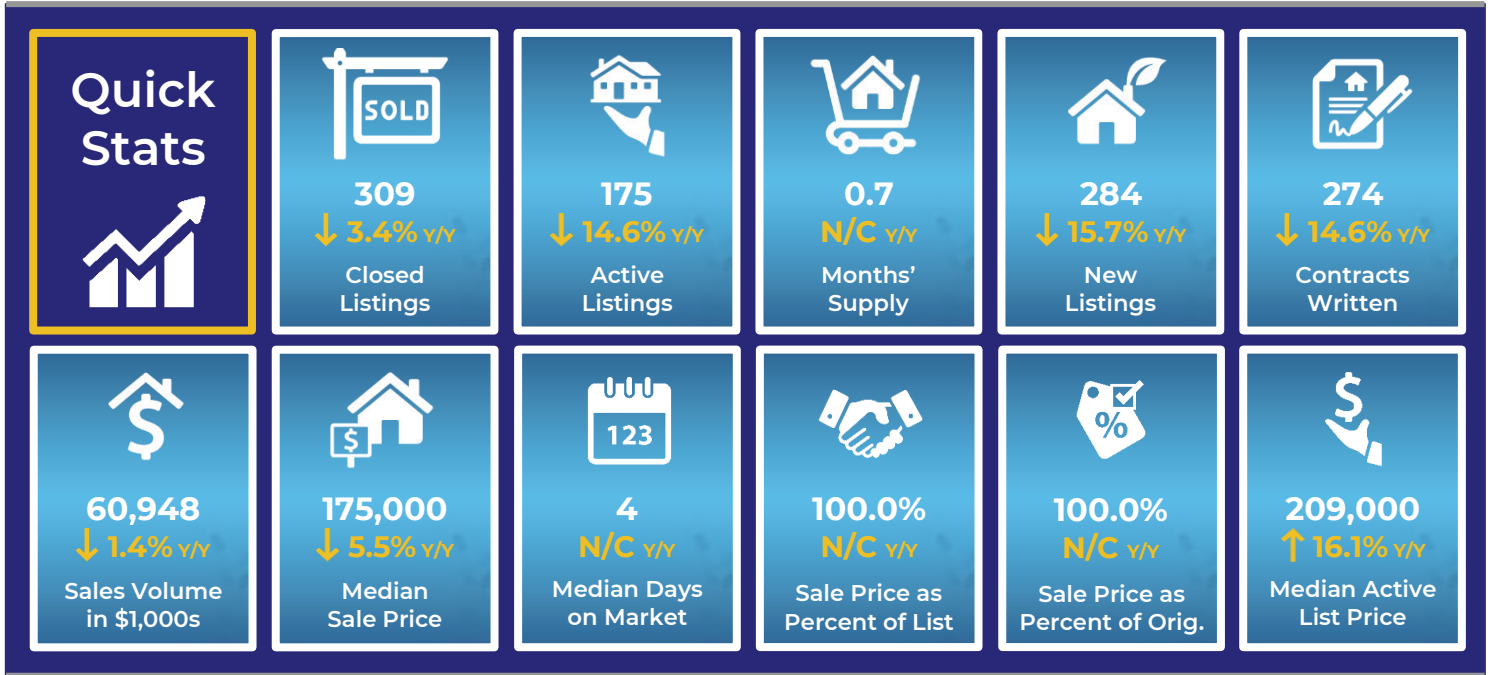 Quick
Stats
SOLD
309
↓ 3.4% Y/Y
Closed
Listings
175
↓ 14.6% Y/Y
Active
Listings
0.7
N/C Y/Y
Months’
Supply
284
↓ 15.7% Y/Y
New
Listings
274
↓ 14.6% Y/Y
Contracts
Written
$
60,948
↓ 1.4% Y/Y
Sales Volume
in $1,000s
$
175,000
↓ 5.5% Y/Y
Median
Sale Price
123
4
N/C Y/Y
Median Days
on Market
100.0%
N/C Y/Y
Sale Price as
Percent of List
%
100.0%
N/C Y/Y
Sale Price as
Percent of Orig.
$
209,000
↑ 16.1% Y/Y
Median Active
List Price